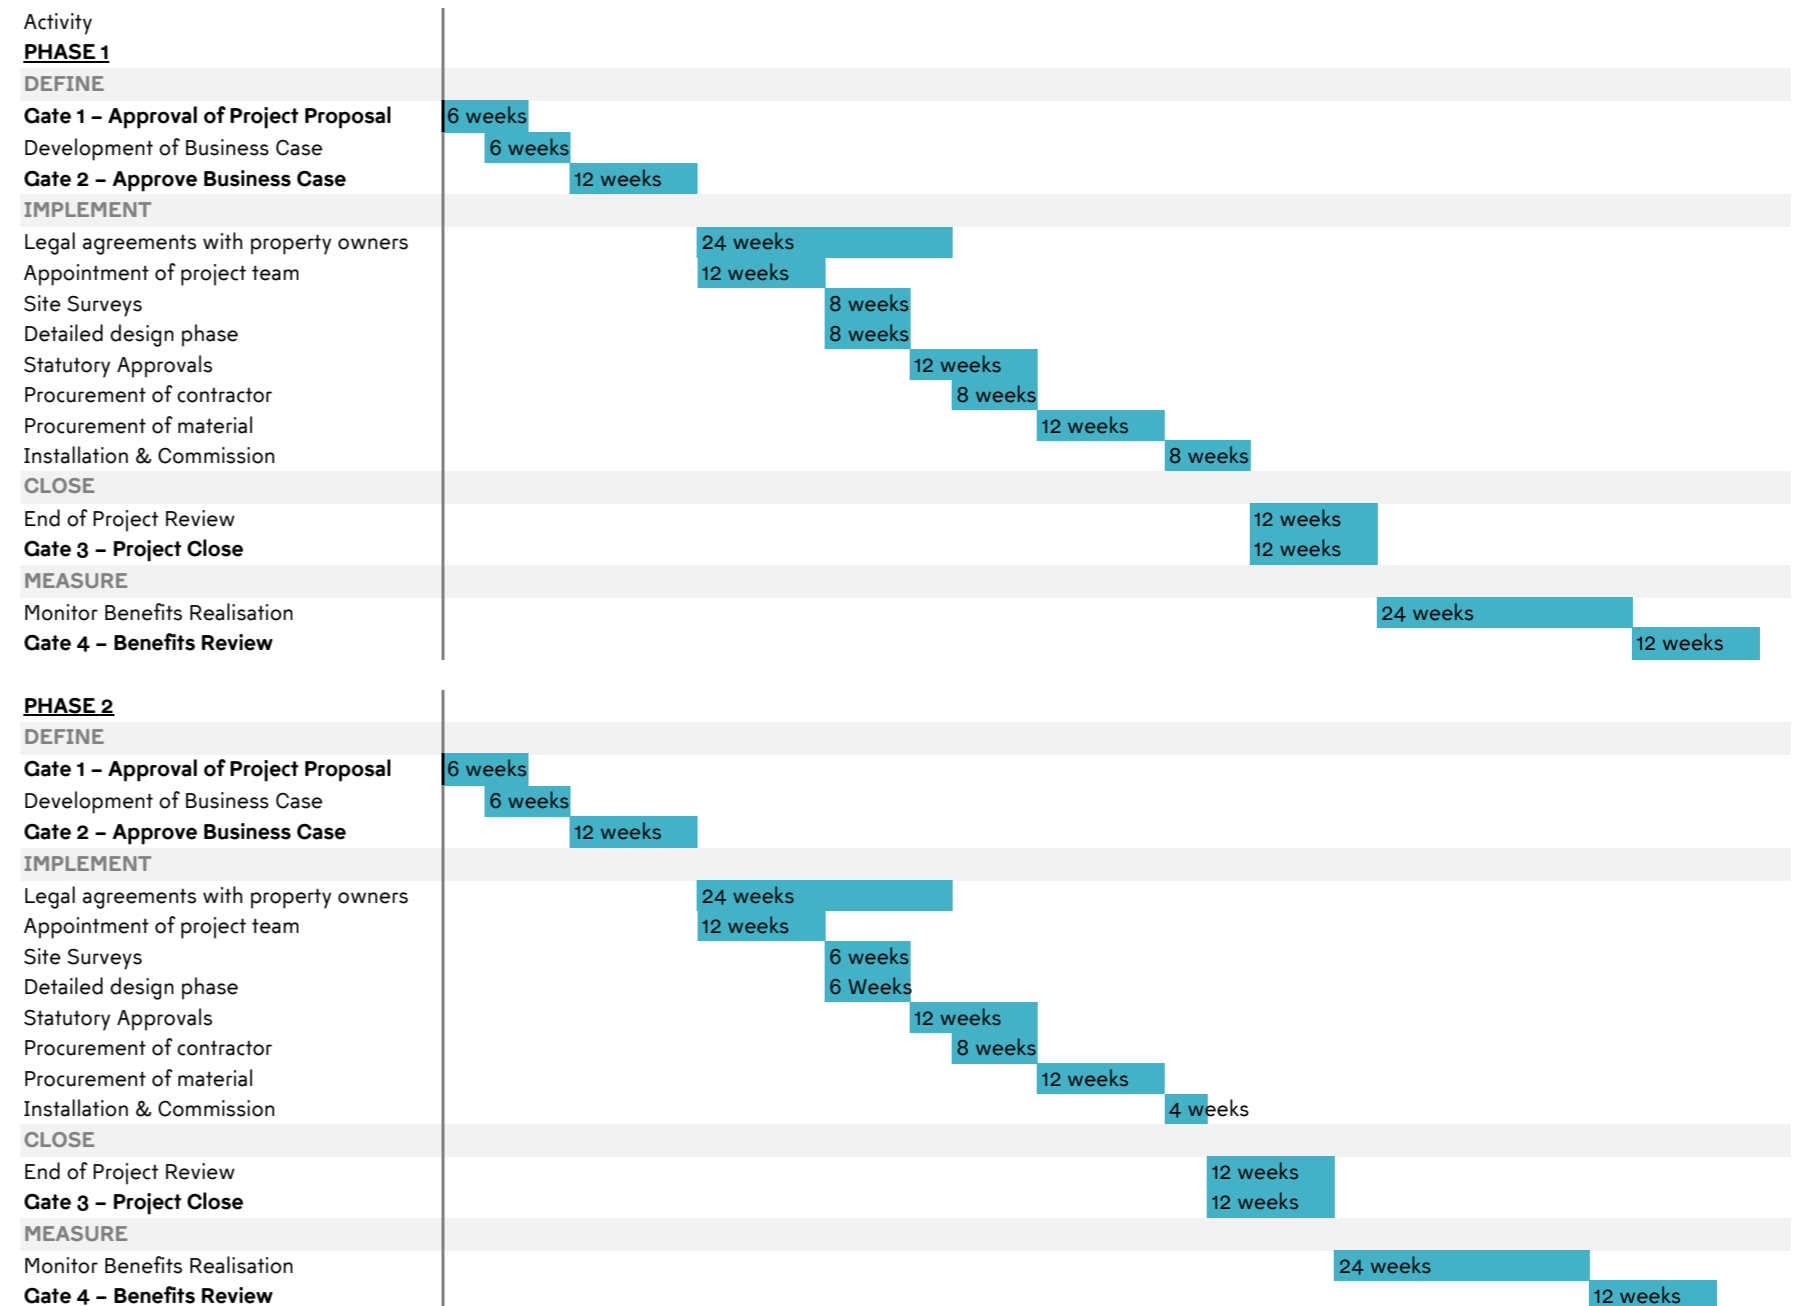 Activity
PHASE 1
DEFINE
Gate 1 – Approval of Project Proposal 6 weeks
Development of Business Case 6 weeks
Gate 2 – Approve Business Case 12 weeks
IMPLEMENT
Legal agreements with property owners 24 weeks
Appointment of project team 12 weeks
Site Surveys 8 weeks
Detailed design phase 8 weeks
Statutory Approvals 12 weeks
Procurement of contractor 8 weeks
Procurement of material 12 weeks
Installation & Commission 8 weeks
CLOSE
End of Project Review 12 weeks
Gate 3 – Project Close 12 weeks
MEASURE
Monitor Benefits Realisation 24 weeks
Gate 4 – Benefits Review 12 weeks
PHASE 2
DEFINE
Gate 1 – Approval of Project Proposal 6 weeks
Development of Business Case 6 weeks
Gate 2 – Approve Business Case 12 weeks
IMPLEMENT
Legal agreements with property owners 24 weeks
Appointment of project team 12 weeks
Site Surveys 6 weeks
Detailed design phase 6 Weeks
Statutory Approvals 12 weeks
Procurement of contractor 8 weeks
Procurement of material 12 weeks
Installation & Commission 4 weeks
CLOSE
End of Project Review 12 weeks
Gate 3 – Project Close 12 weeks
MEASURE
Monitor Benefits Realisation 24 weeks
Gate 4 – Benefits Review 12 weeks